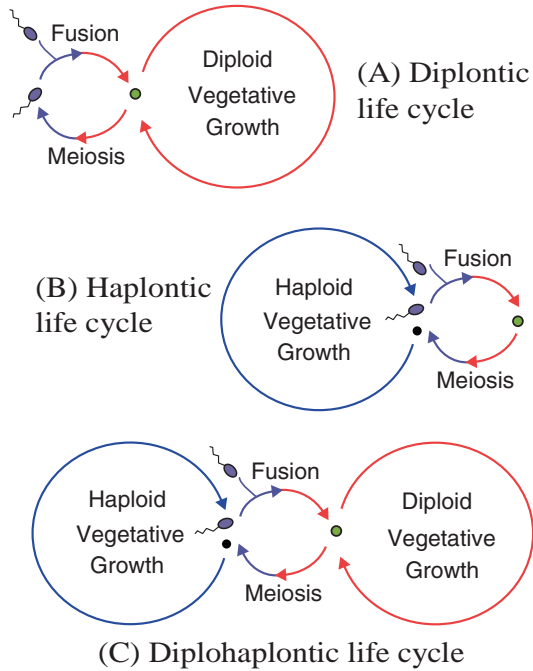 Fusion
Diploid
Vegetative
Growth
Meiosis
(A) Diplontic
life cycle
(B) Haplontic
life cycle
Haploid
Vegetative
Growth
Fusion
Meiosis
Haploid
Vegetative
Growth
Fusion
Meiosis
Diploid
Vegetative
Growth
(C) Diplohaplontic life cycle